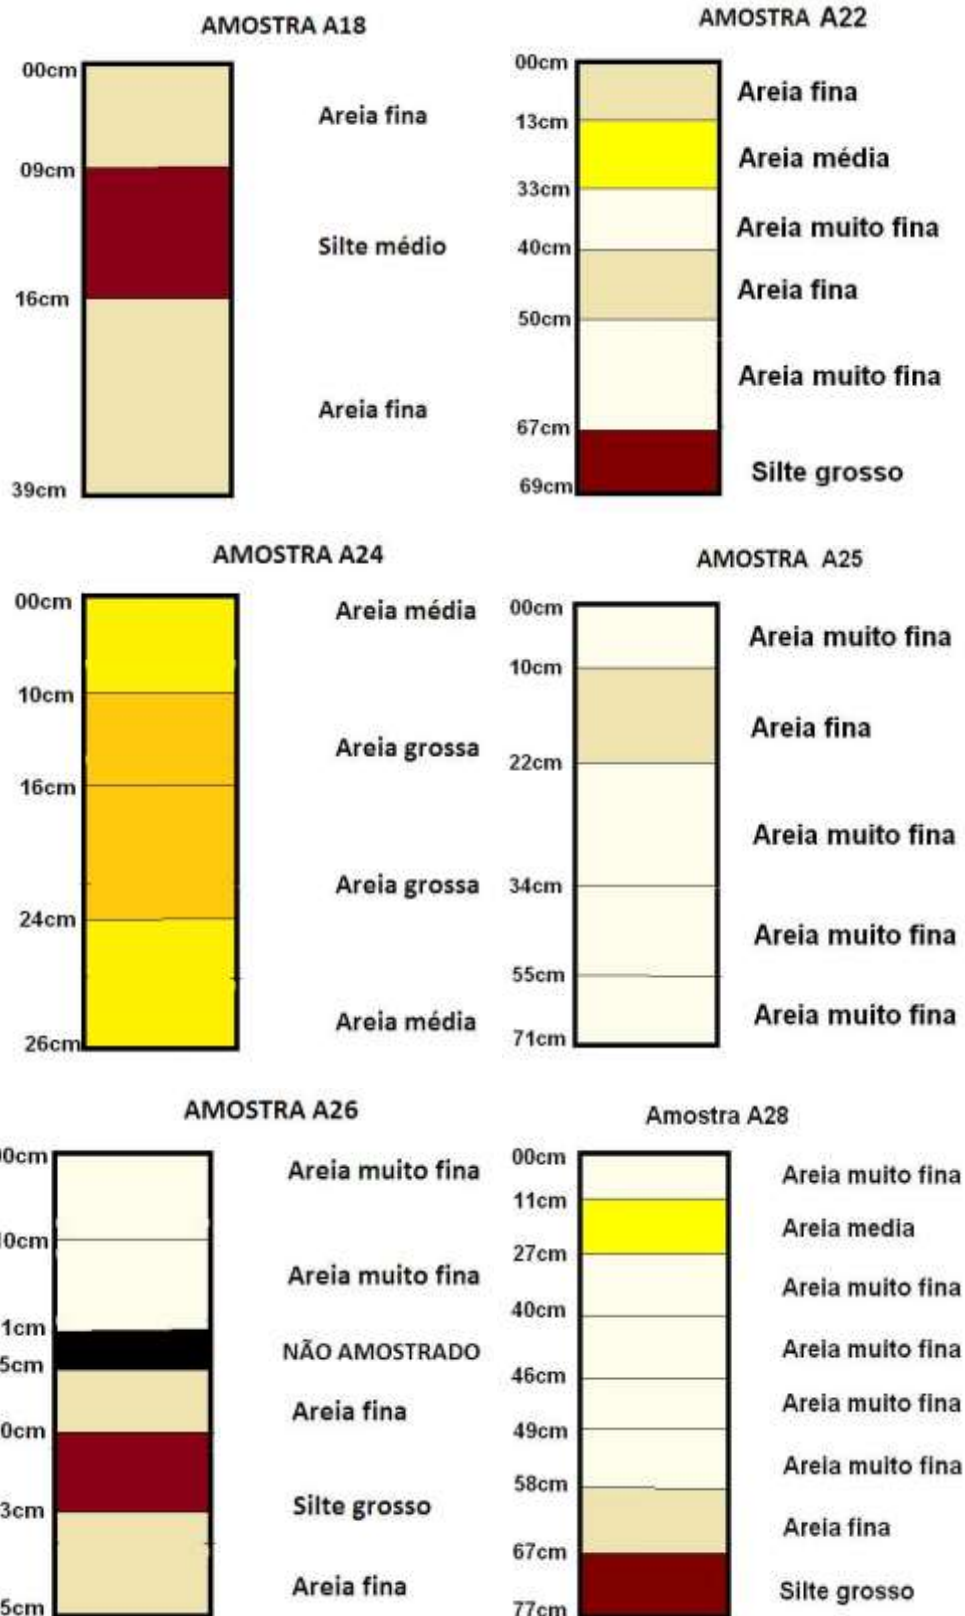 AMOSTRA A18
00cm
Areia fina
09cm
Silte médio
16cm
Areia fina
39cm
AMOSTRA A22
00cm
Areia fina
13cm
Areia média
33cm
Areia muito fina
40cm
Areia fina
50cm
Areia muito fina
67cm
Silte grosso
69cm
AMOSTRA A24
00cm
Areia média
10cm
Areia grossa
16cm
Areia grossa
24cm
Areia média
26cm
AMOSTRA A25
00cm
Areia muito fina
10cm
Areia fina
22cm
Areia muito fina
34cm
Areia muito fina
55cm
Areia muito fina
71cm
AMOSTRA A26
Areia muito fina
Areia muito fina
NÃO AMOSTRADO
Areia fina
Silte grosso
Areia fina
Amostra A28
00cm
Areia muito fina
11cm
Areia media
27cm
Areia muito fina
40cm
Areia muito fina
46cm
Areia muito fina
49cm
Areia muito fina
58cm
Areia fina
67cm
Silte grosso
77cm